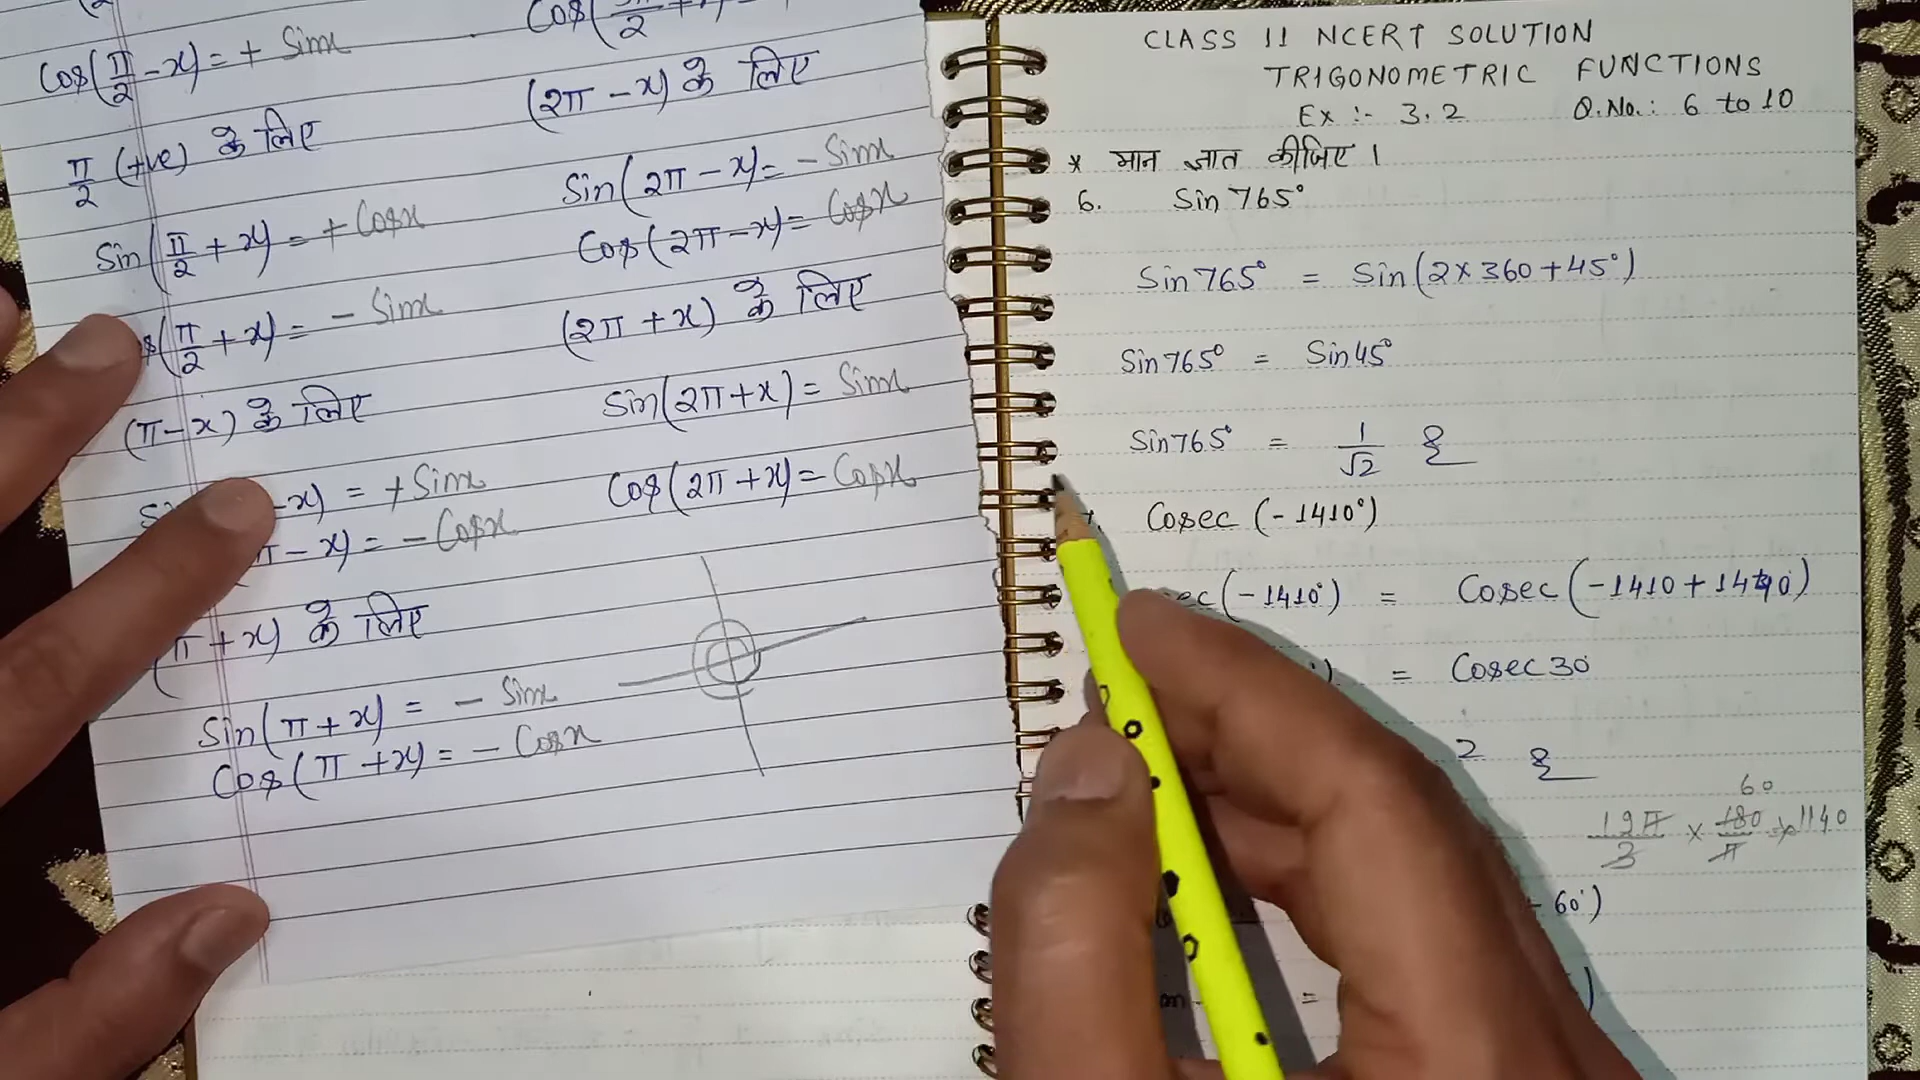 Cos(π/2 - x) = + Sinx
π/2 (+ve) के लिए
Sin(π/2 + x) = + Cosx
(π/2 + x) = - Sinx
(π - x) के लिए
x) = + Sinx
- x) = - Cosx
π + x) के लिए
Sin(π + x) = - Sinx
Cos(π + x) = - Cosx
Cos(
(2π - x) के लिए
Sin(2π - x) = - Sinx
Cos(2π - x) = Cosx
(2π + x) के लिए
Sin(2π + x) = Sinx
Cos(2π + x) = Cosx
CLASS 11 NCERT SOLUTION
TRIGONOMETRIC FUNCTIONS
Ex :- 3.2 Q.No.: 6 to 10
* मान ज्ञात कीजिए।
6. Sin 765°
Sin 765° = Sin(2×360+45°)
Sin 765° = Sin 45°
Sin 765° = 1/√2
Cosec (-1410°)
ec(-1410°) = Cosec(-1410+1440)
) = Cosec 30
2
60
19π/3 × 180/π → 1140
60°)
=